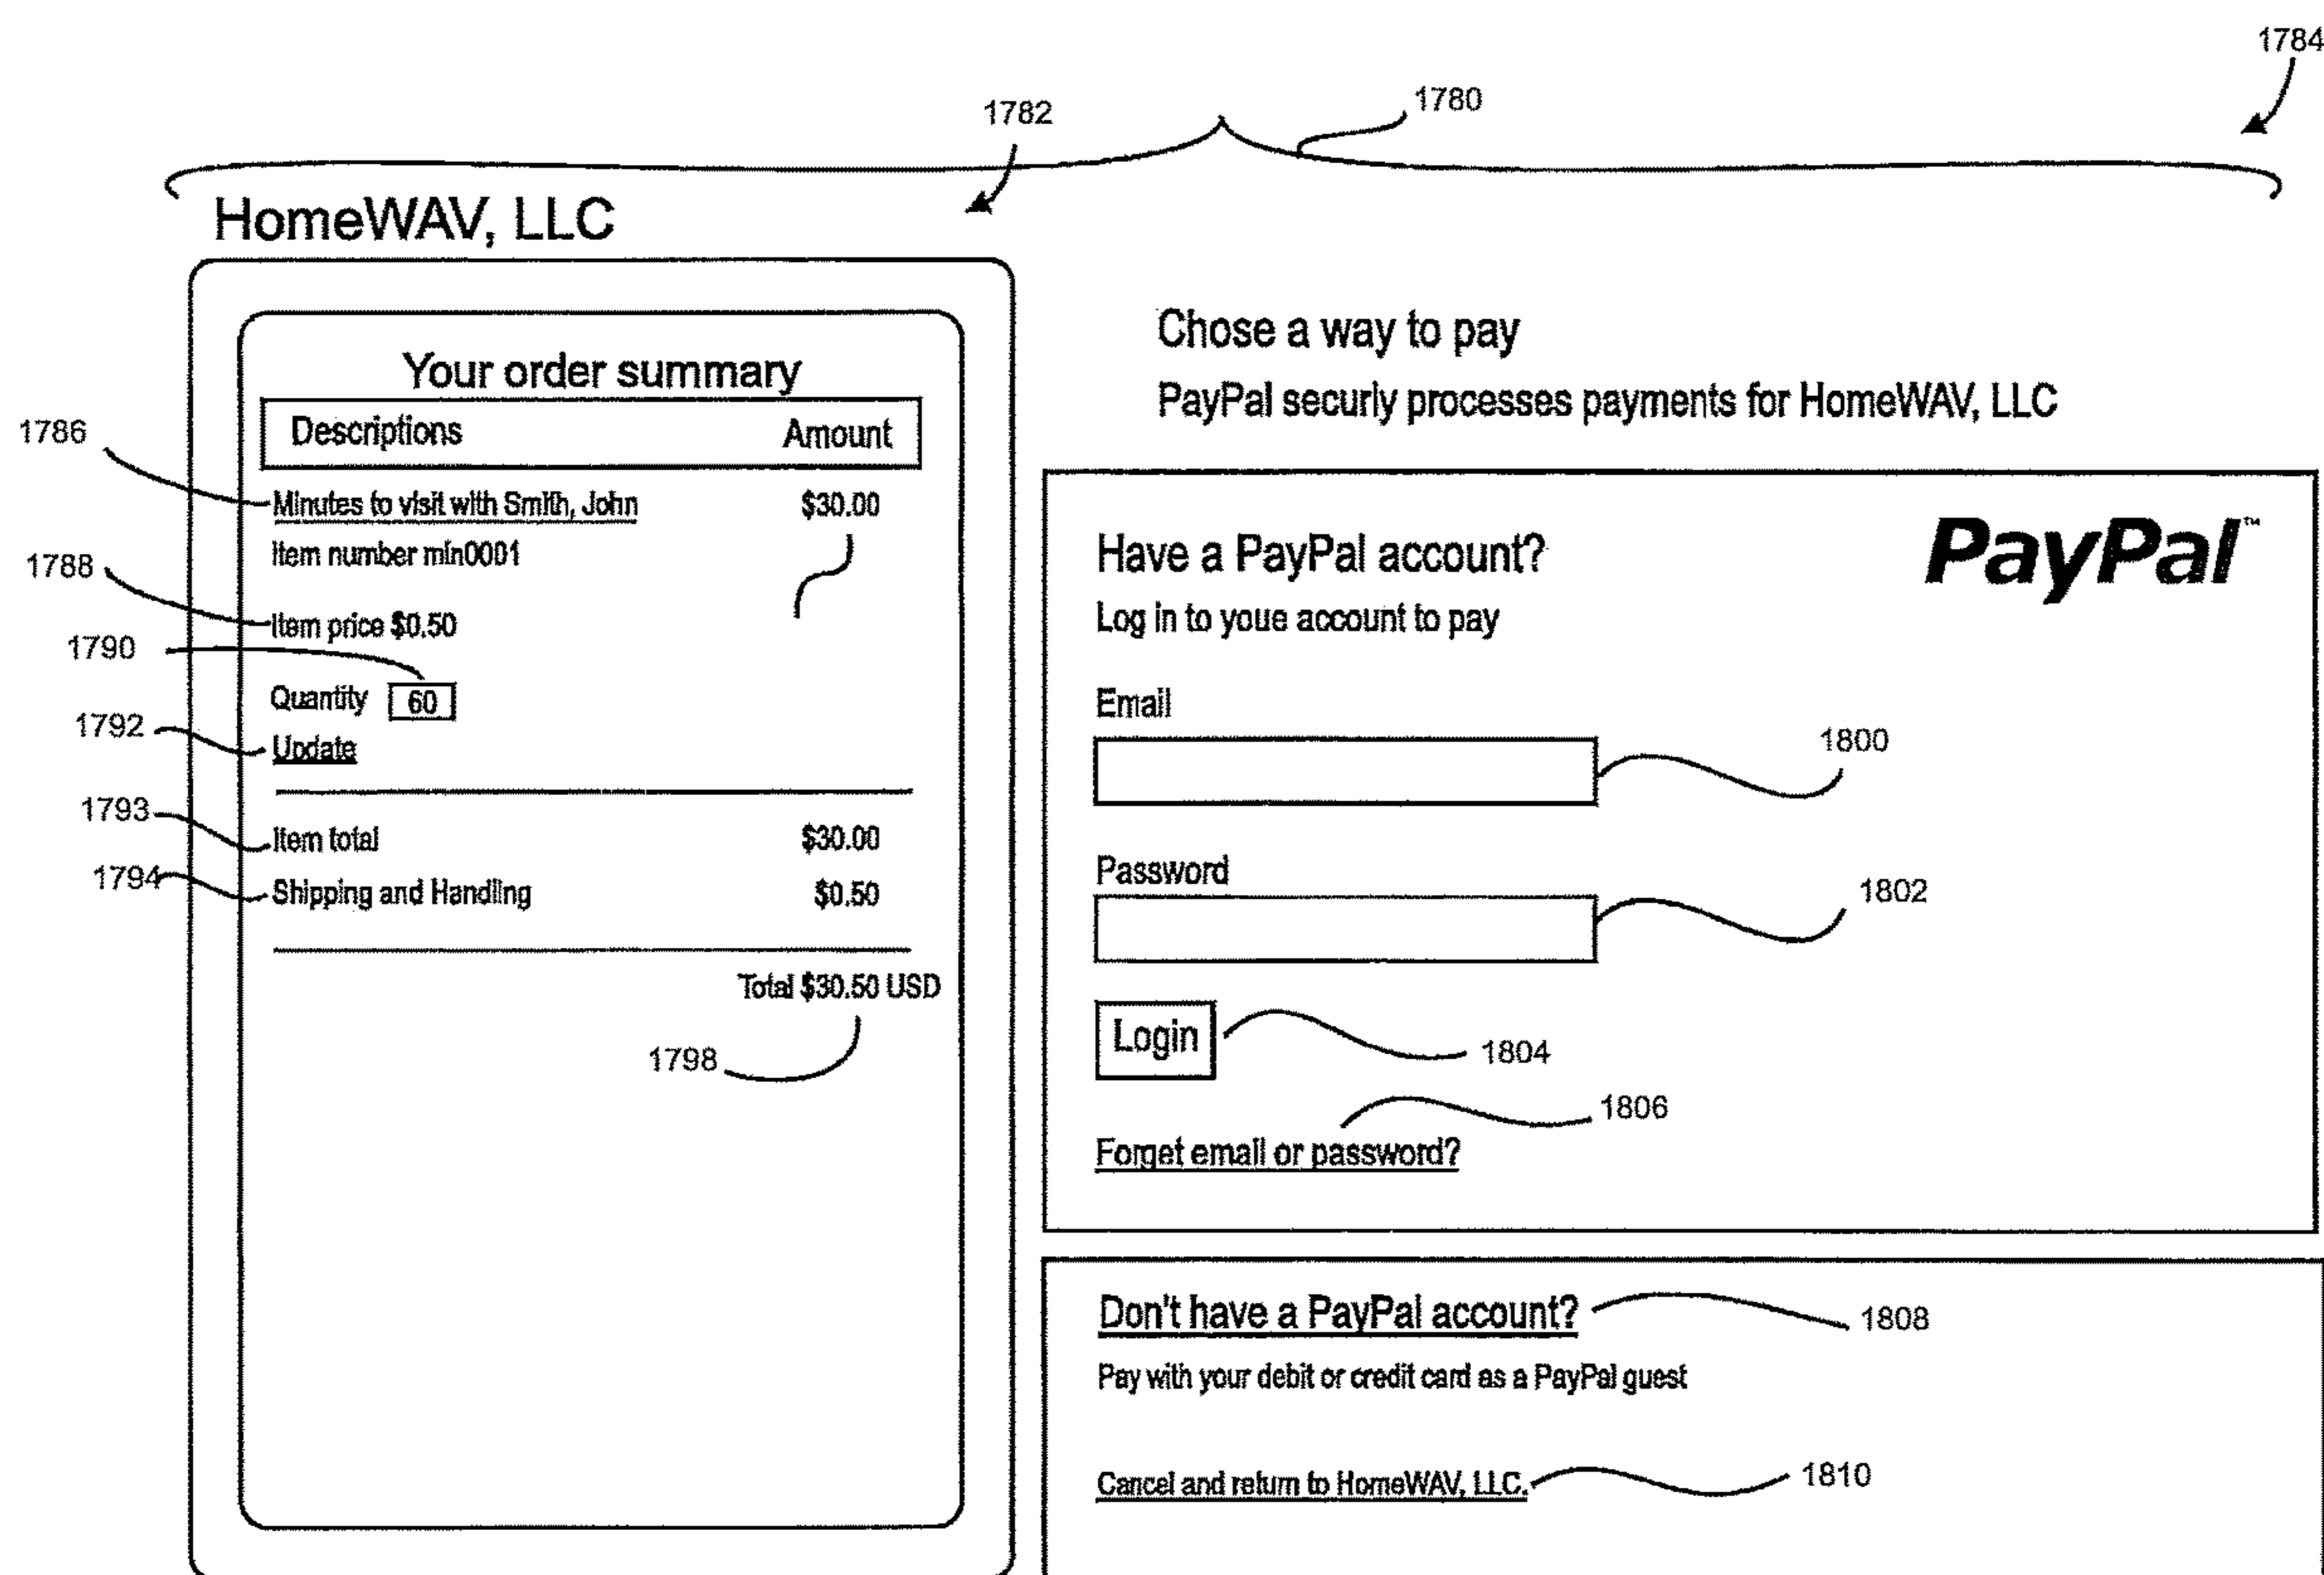 1784
1782
1780
HomeWAV, LLC
Your order summary
Descriptions Amount
1786
Minutes to visit with Smith, John $30.00
Item number min0001
1788
Item price $0.50
1790
Quantity 60
1792
Update
1793
Item total $30.00
1794
Shipping and Handling $0.50
Total $30.50 USD
1798
Chose a way to pay
PayPal securly processes payments for HomeWAV, LLC
PayPal™
Have a PayPal account?
Log in to youe account to pay
Email
1800
Password
1802
Login
1804
1806
Forget email or password?
Don't have a PayPal account?
1808
Pay with your debit or credit card as a PayPal guest
Cancel and return to HomeWAV, LLC.
1810